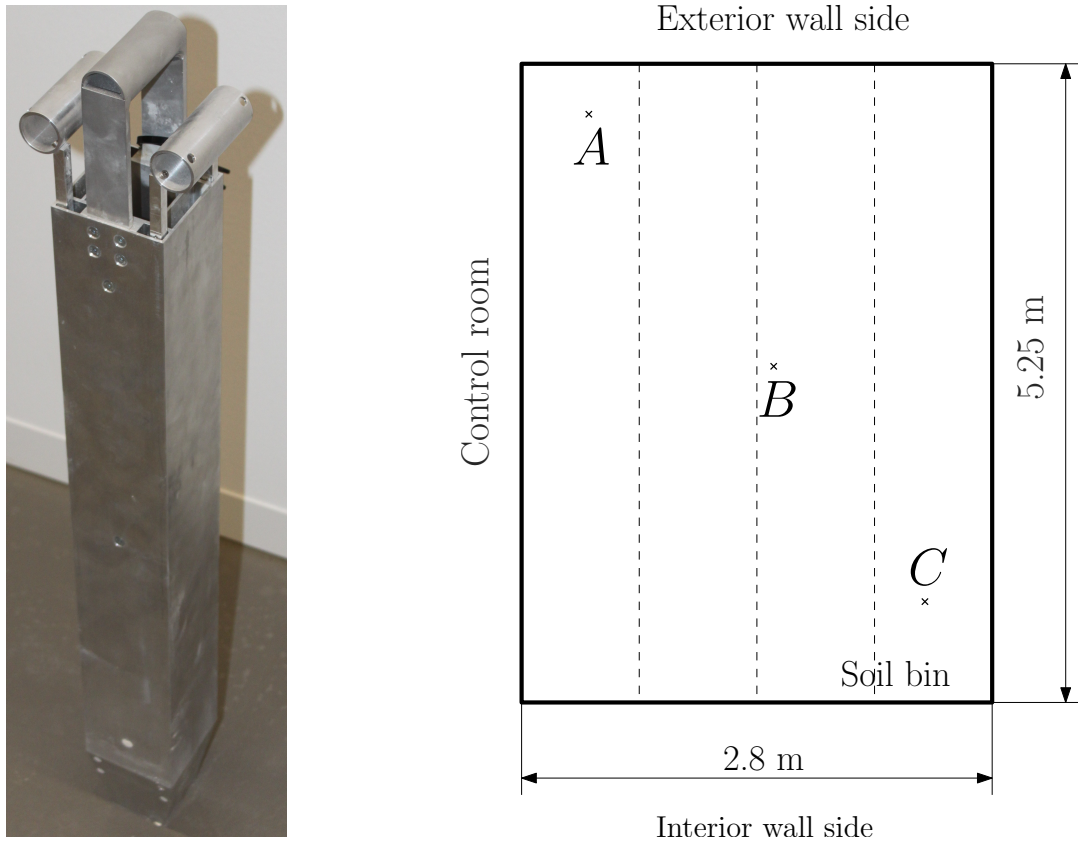 Exterior wall side
A
Control room
B
5.25 m
C
Soil bin
2.8 m
Interior wall side